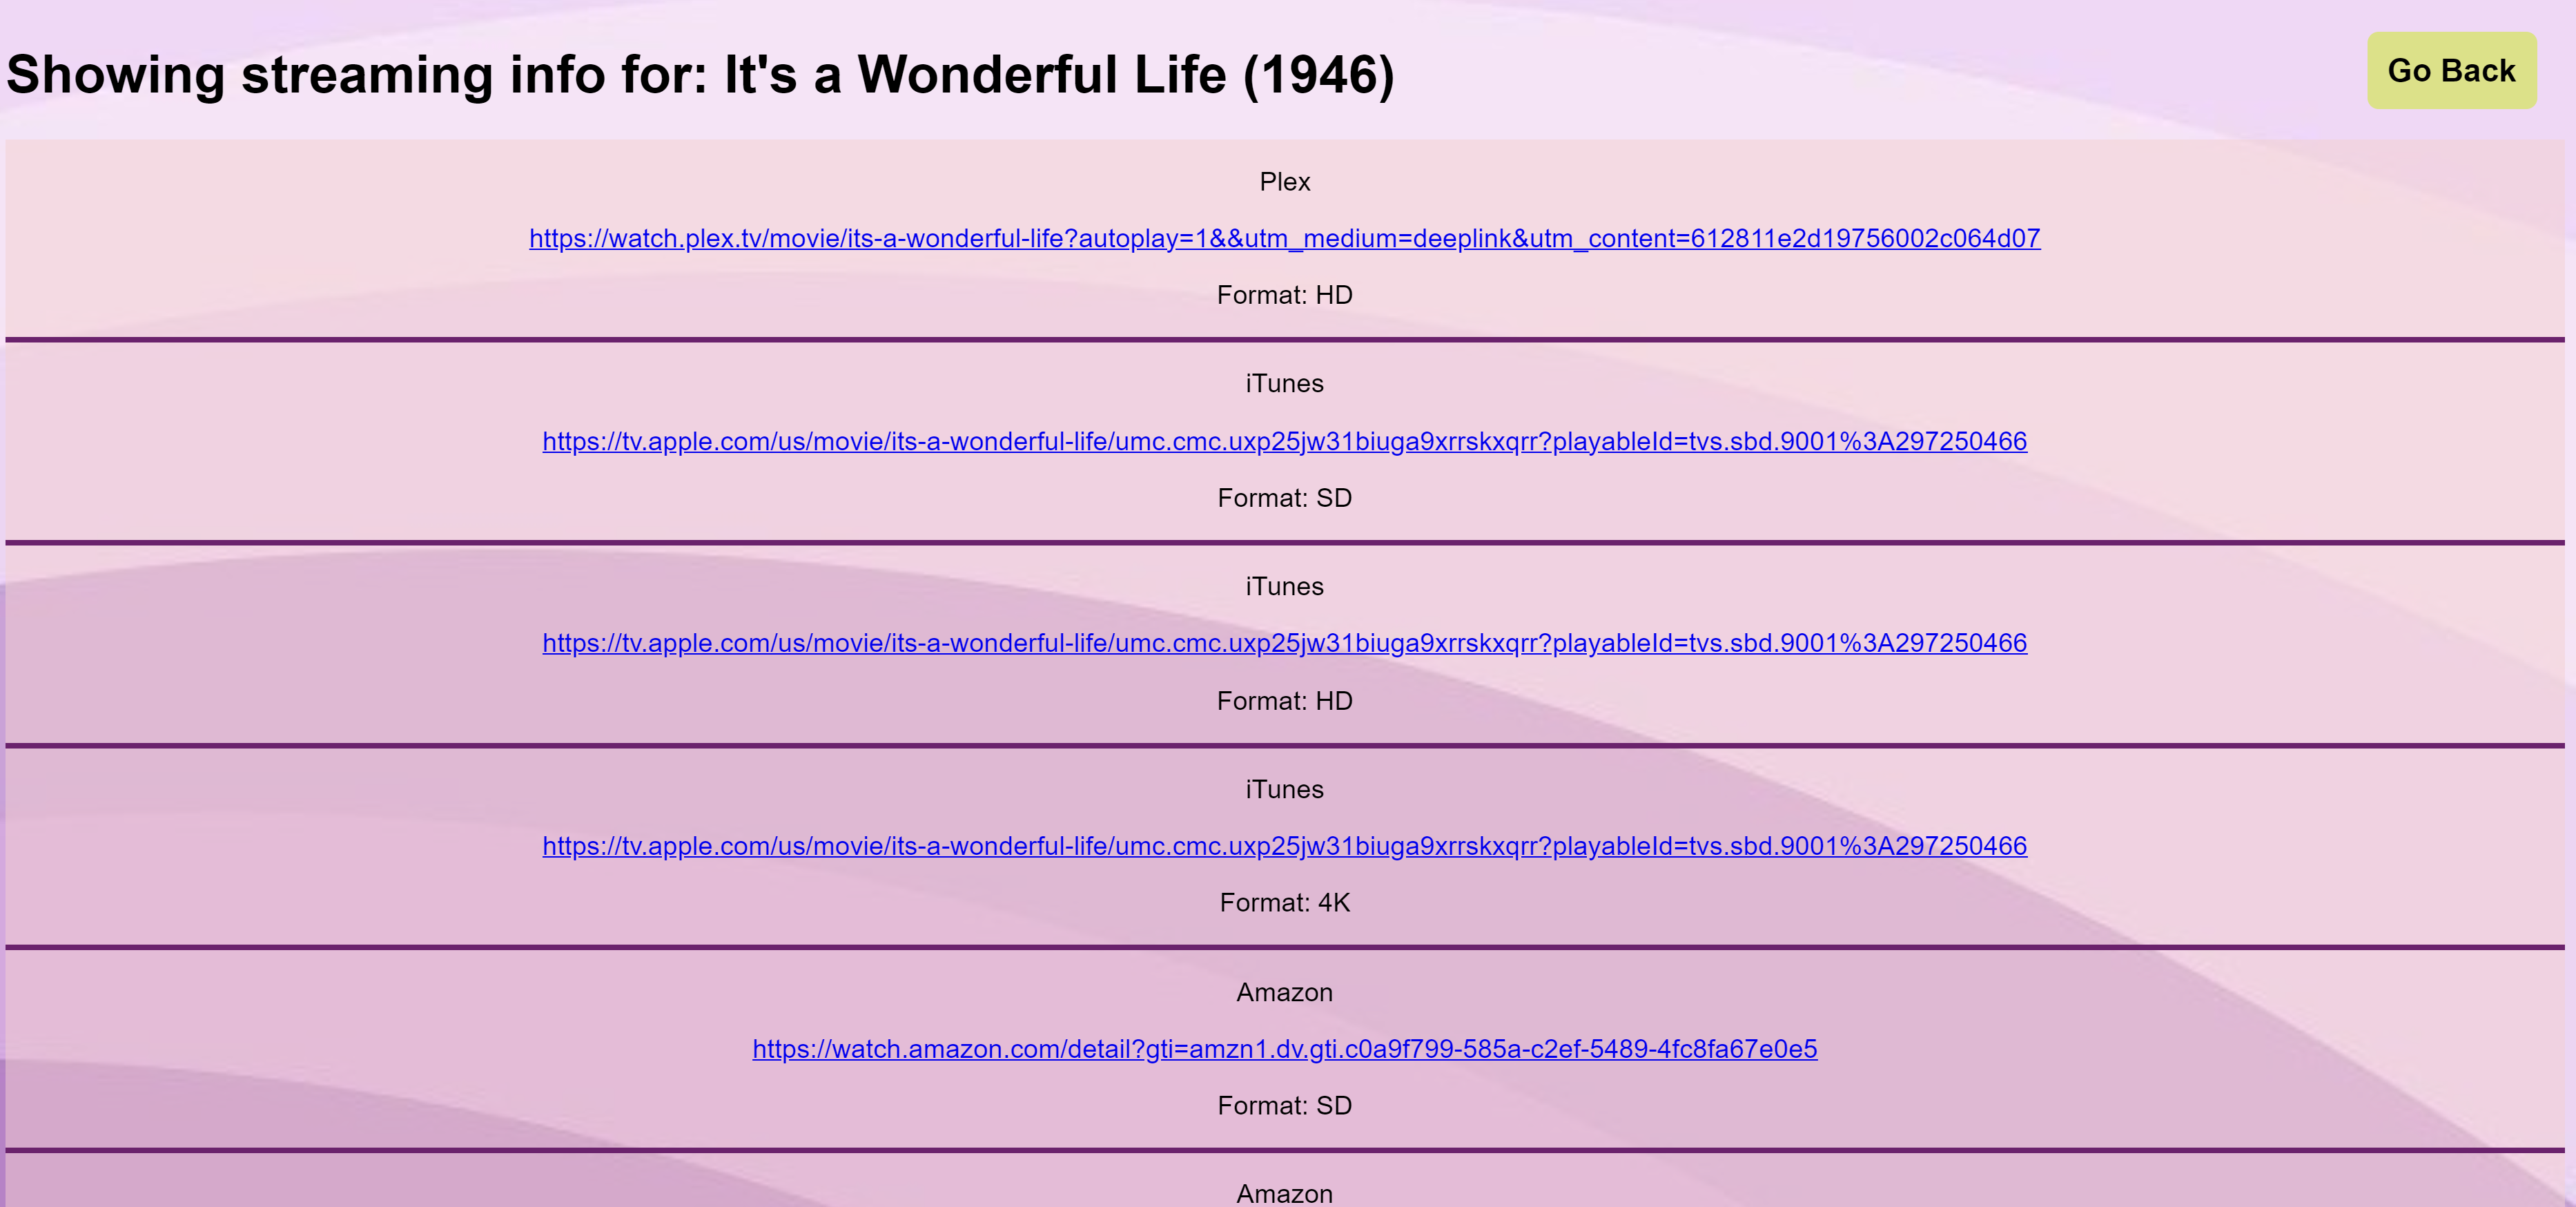 Showing streaming info for: It's a Wonderful Life (1946)
Go Back
Plex
https://watch.plex.tv/movie/its-a-wonderful-life?autoplay=1&&utm_medium=deeplink&utm_content=612811e2d19756002c064d07
Format: HD
iTunes
https://tv.apple.com/us/movie/its-a-wonderful-life/umc.cmc.uxp25jw31biuga9xrrskxqrr?playableId=tvs.sbd.9001%3A297250466
Format: SD
iTunes
https://tv.apple.com/us/movie/its-a-wonderful-life/umc.cmc.uxp25jw31biuga9xrrskxqrr?playableId=tvs.sbd.9001%3A297250466
Format: HD
iTunes
https://tv.apple.com/us/movie/its-a-wonderful-life/umc.cmc.uxp25jw31biuga9xrrskxqrr?playableId=tvs.sbd.9001%3A297250466
Format: 4K
Amazon
https://watch.amazon.com/detail?gti=amzn1.dv.gti.c0a9f799-585a-c2ef-5489-4fc8fa67e0e5
Format: SD
Amazon